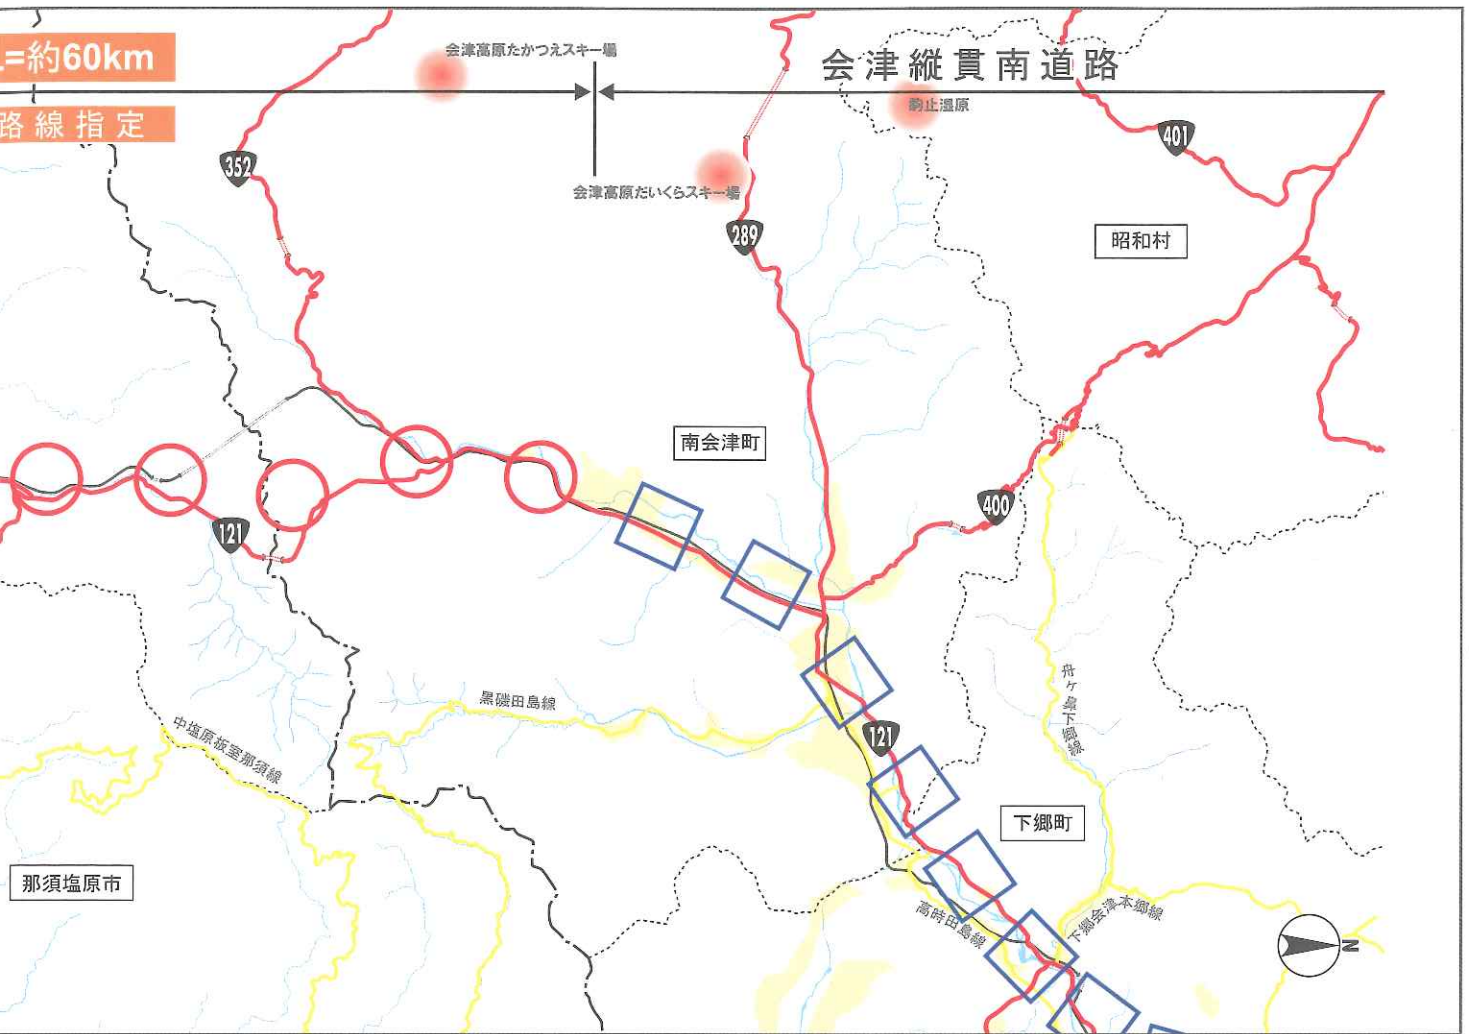 L=約60km
路線指定
会津高原たかつえスキー場
会津縦貫南道路
駒止湿原
会津高原だいくらスキー場
352
289
401
昭和村
南会津町
400
121
121
黒磯田島線
中塩原板室那須線
舟ヶ鼻下郷線
下郷町
那須塩原市
高時田島線
下郷会津本郷線
N